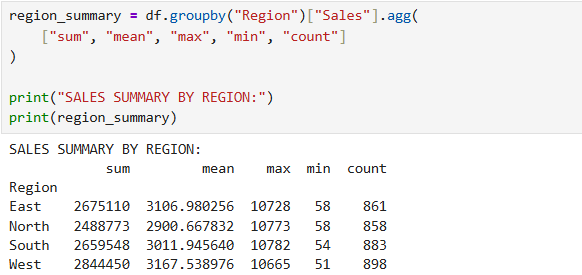 region_summary = df.groupby("Region")["Sales"].agg(
    ["sum", "mean", "max", "min", "count"]
)
print("SALES SUMMARY BY REGION:")
print(region_summary)
SALES SUMMARY BY REGION:
            sum         mean    max  min  count
Region
East    2675110  3106.980256  10728   58    861
North   2488773  2900.667832  10773   58    858
South   2659548  3011.945640  10782   54    883
West    2844450  3167.538976  10665   51    898